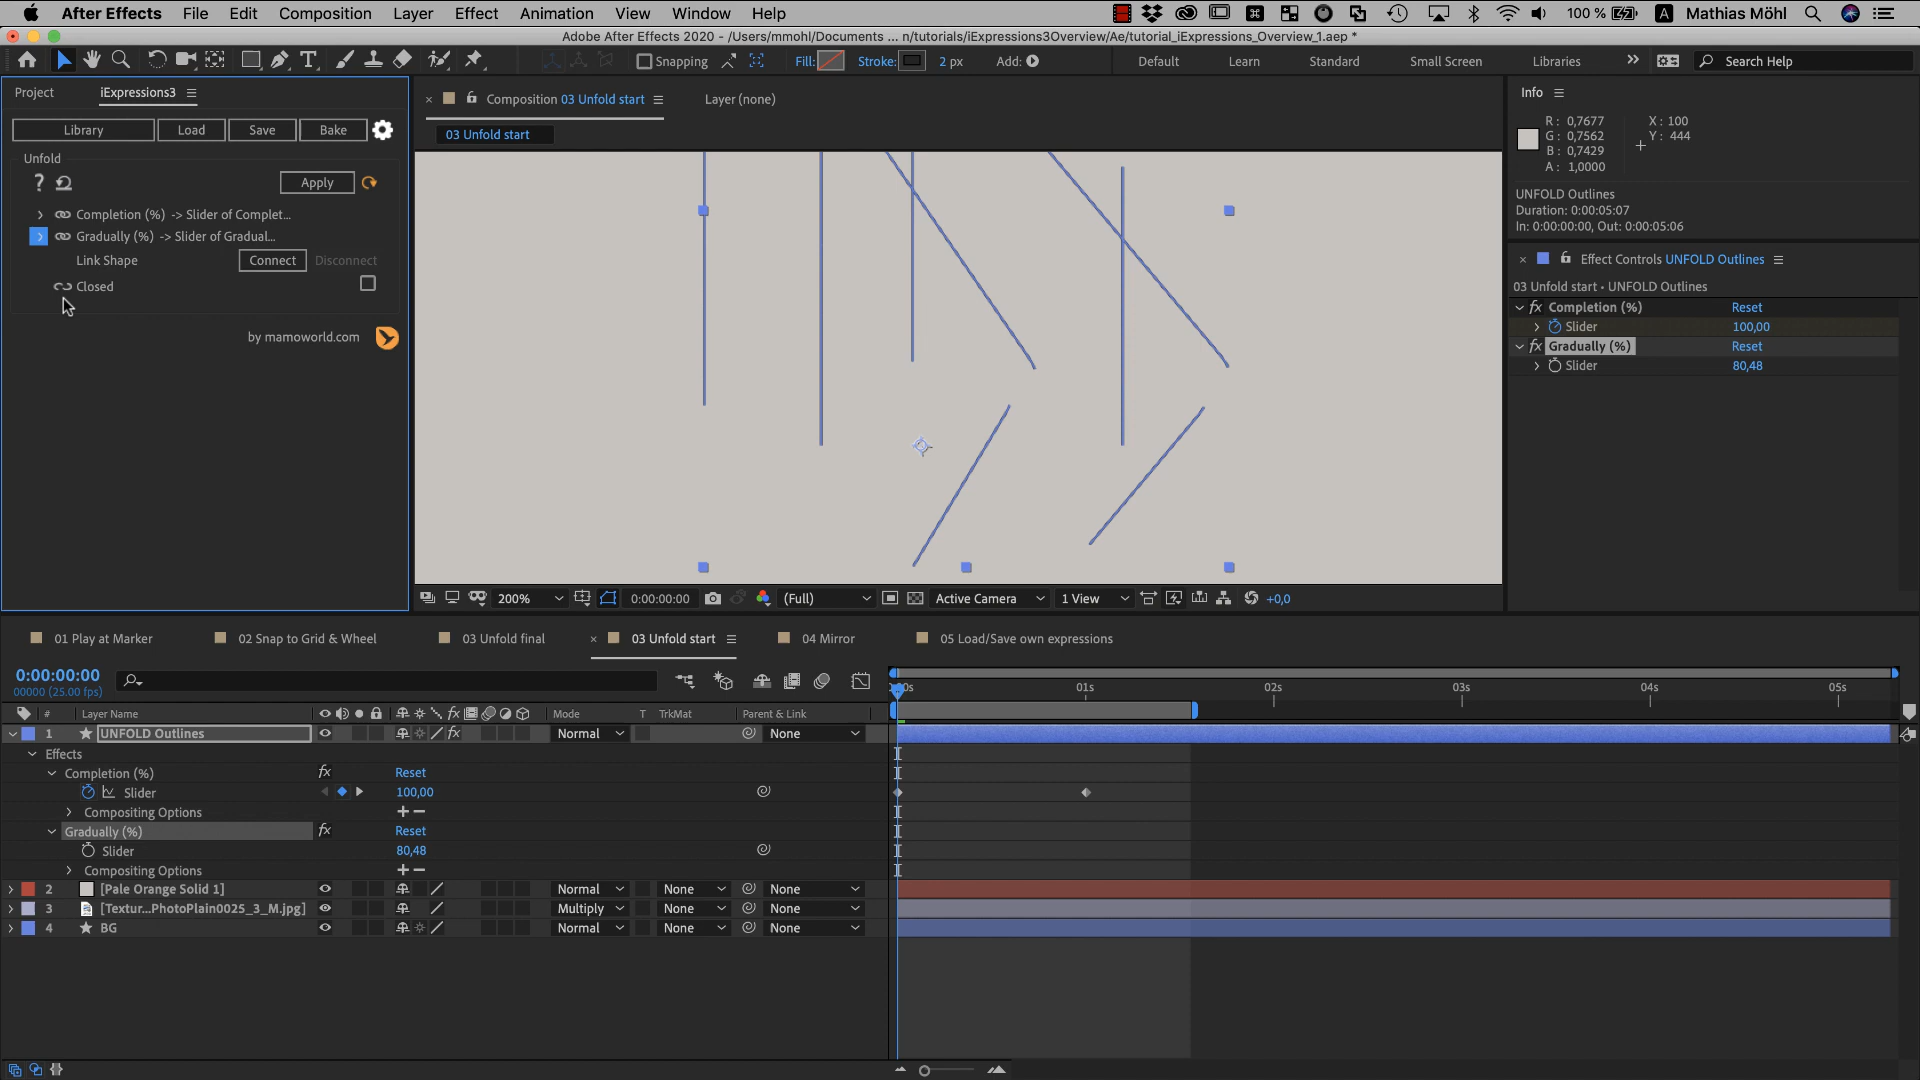 After Effects File Edit Composition Layer Effect Animation View Window Help 100 % A Mathias Möhl
Adobe After Effects 2020 - /Users/mmohl/Documents ... n/tutorials/iExpressions3Overview/Ae/tutorial_iExpressions_Overview_1.aep *
Snapping Fill: Stroke: 2 px Add: Default Learn Standard Small Screen Libraries Search Help
Project iExpressions3
Composition 03 Unfold start Layer (none)
Info
Library Load Save Bake
03 Unfold start
R: 0,7677 X: 100
G: 0,7562 Y: 444
B: 0,7429
A: 1,0000
Unfold
? Apply
Completion (%) -> Slider of Complet...
Gradually (%) -> Slider of Gradual...
Link Shape Connect Disconnect
Closed
by mamoworld.com
UNFOLD Outlines
Duration: 0:00:05:07
In: 0:00:00:00, Out: 0:00:05:06
Effect Controls UNFOLD Outlines
03 Unfold start • UNFOLD Outlines
fx Completion (%) Reset
Slider 100,00
fx Gradually (%) Reset
Slider 80,48
200% 0:00:00:00 (Full) Active Camera 1 View +0,0
01 Play at Marker 02 Snap to Grid & Wheel 03 Unfold final 03 Unfold start 04 Mirror 05 Load/Save own expressions
0:00:00:00
00000 (25.00 fps)
0s 01s 02s 03s 04s 05s
# Layer Name fx Mode T TrkMat Parent & Link
1 UNFOLD Outlines fx Normal None
Effects
Completion (%) fx Reset
Slider 100,00
Compositing Options
Gradually (%) fx Reset
Slider 80,48
Compositing Options
2 [Pale Orange Solid 1] Normal None None
3 [Textur...PhotoPlain0025_3_M.jpg] Multiply None None
4 BG Normal None None